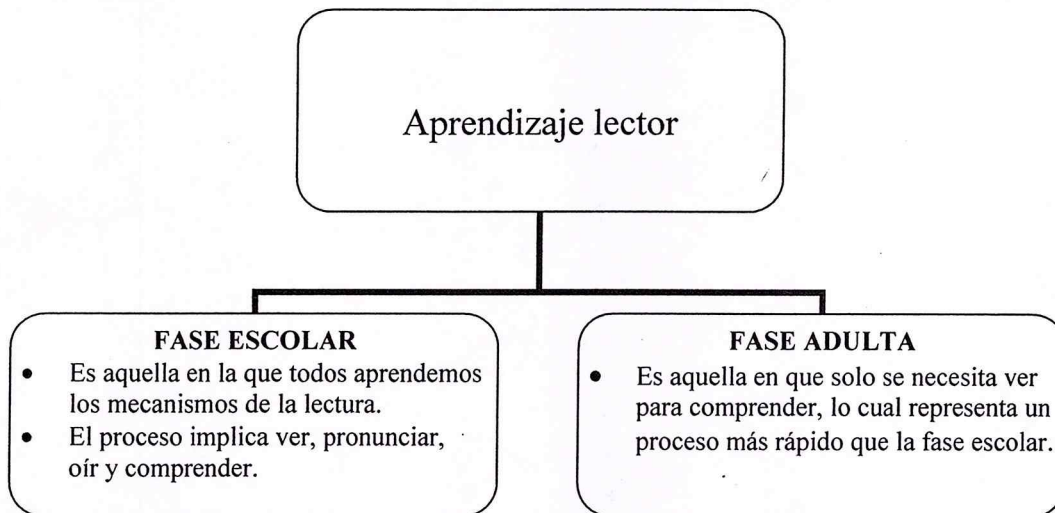 Aprendizaje lector
FASE ESCOLAR
• Es aquella en la que todos aprendemos
los mecanismos de la lectura.
• El proceso implica ver, pronunciar,
oír y comprender.
FASE ADULTA
• Es aquella en que solo se necesita ver
para comprender, lo cual representa un
proceso más rápido que la fase escolar.